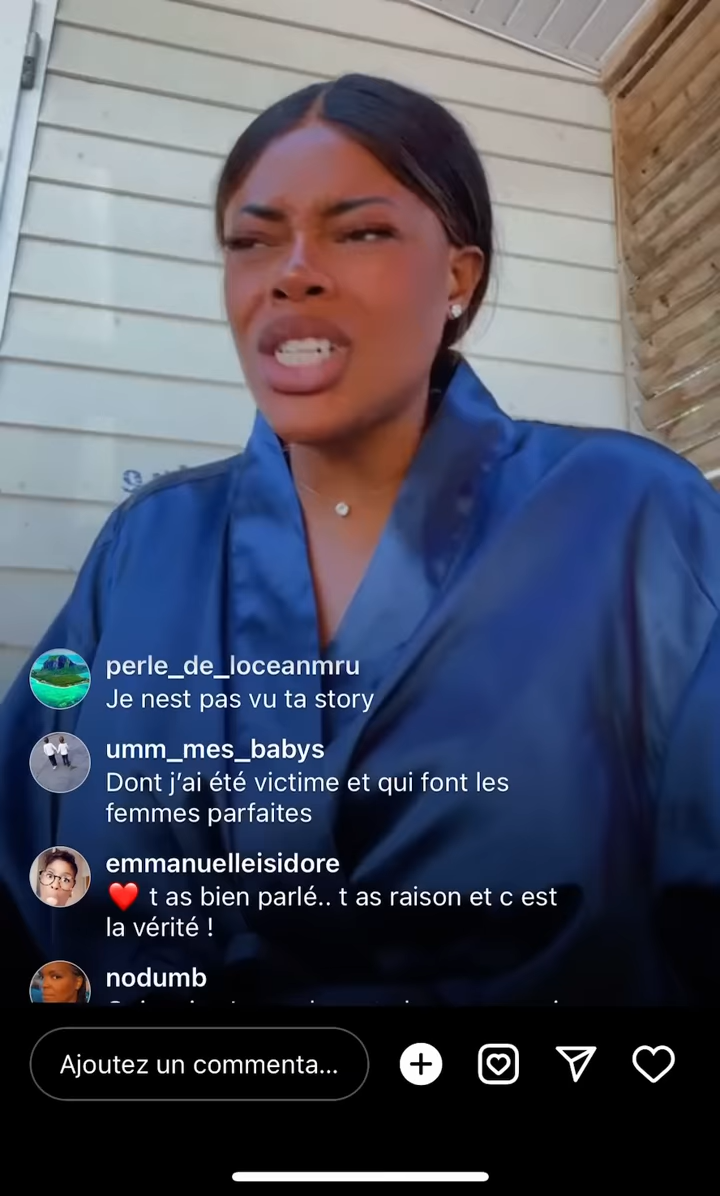 perle_de_loceanmru
Je nest pas vu ta story
umm_mes_babys
Dont j’ai été victime et qui font les
femmes parfaites
emmanuelleisidore
❤️ t as bien parlé.. t as raison et c est
la vérité !
nodumb
Ajoutez un commenta...